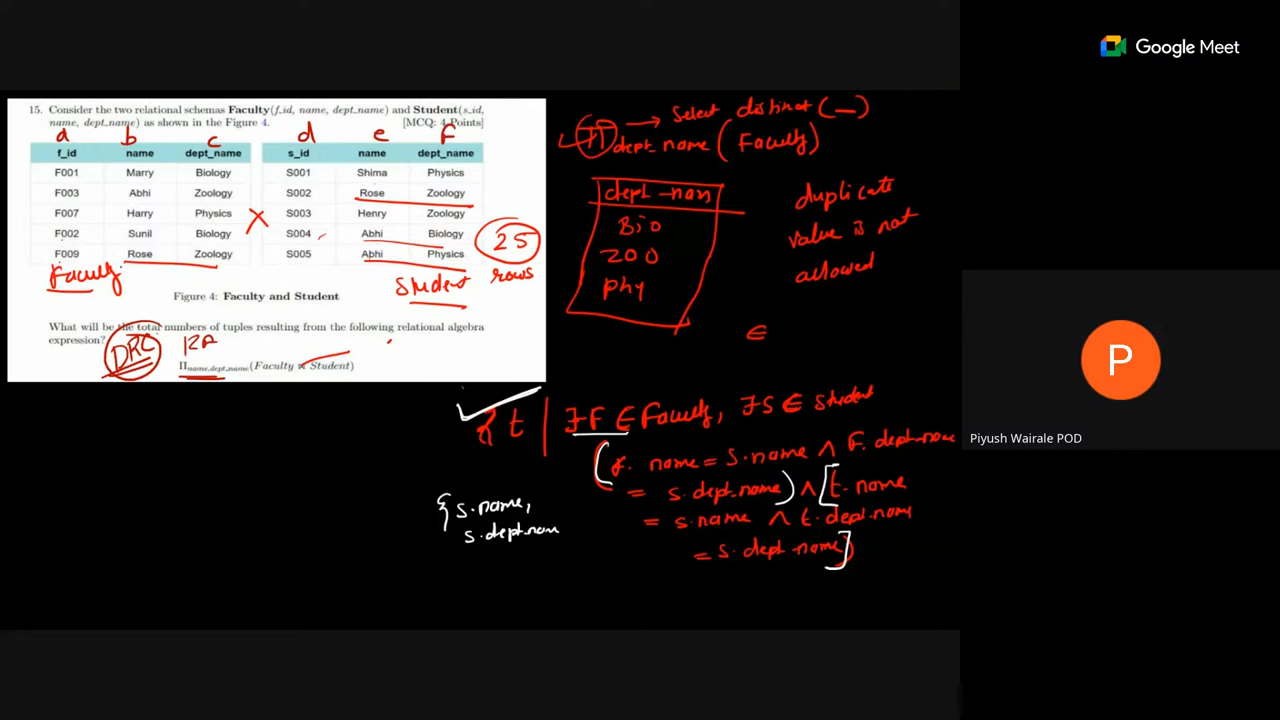 Google Meet
15. Consider the two relational schemas Faculty(f_id, name, dept_name) and Student(s_id,
name, dept_name) as shown in the Figure 4. [MCQ: 4 Points]
a b c d e F
f_id name dept_name s_id name dept_name
F001 Marry Biology S001 Shima Physics
F003 Abhi Zoology S002 Rose Zoology
F007 Harry Physics × S003 Henry Zoology
F002 Sunil Biology S004 Abhi Biology 25
F009 Rose Zoology S005 Abhi Physics rows
Faculty Student
Figure 4: Faculty and Student
What will be the total numbers of tuples resulting from the following relational algebra
expression?
DRC RA
Πname,dept_name(Faculty ⋈ Student)
π → Select distinct (_)
dept_name (Faculty)
dept_nam
Bio
Zoo
phy
duplicate
value is not
allowed
∈
{ t | ∃F ∈ Faculty, ∃S ∈ Student
(f. name = s.name ∧ F. dept-name
= s.dept_name) ∧ [t. name
= s.name ∧ t.dept_name
= s.dept_name])
{ s.name,
s.dept_nam
P
Piyush Wairale POD